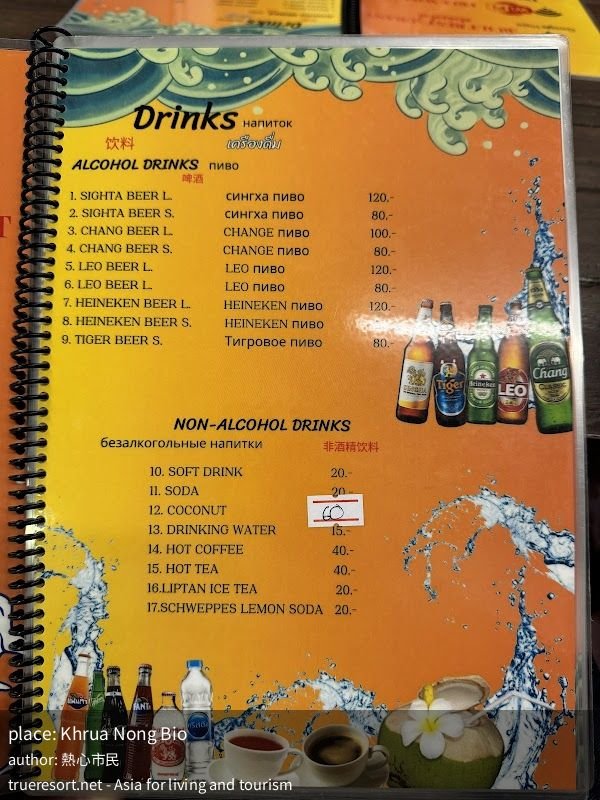 Drinks напиток
饮料 เครื่องดื่ม
ALCOHOL DRINKS пиво
啤酒
1. SIGHTA BEER L. сингха пиво 120.-
2. SIGHTA BEER S. сингха пиво 80.-
3. CHANG BEER L. CHANGE пиво 100.-
4. CHANG BEER S. CHANGE пиво 80.-
5. LEO BEER L. LEO пиво 120.-
6. LEO BEER L. LEO пиво 80.-
7. HEINEKEN BEER L. HEINEKEN пиво 120.-
8. HEINEKEN BEER S. HEINEKEN пиво
9. TIGER BEER S. Тигровое пиво 80.-
Tiger Heineken LEO Chang
CLASSIC
NON-ALCOHOL DRINKS
безалкогольные напитки 非酒精饮料
10. SOFT DRINK 20.-
11. SODA 20.-
12. COCONUT 60
13. DRINKING WATER 15.-
14. HOT COFFEE 40.-
15. HOT TEA 40.-
16.LIPTAN ICE TEA 20.-
17.SCHWEPPES LEMON SODA 20.-
place: Khrua Nong Bio
author: 熱心市民
trueresort.net - Asia for living and tourism